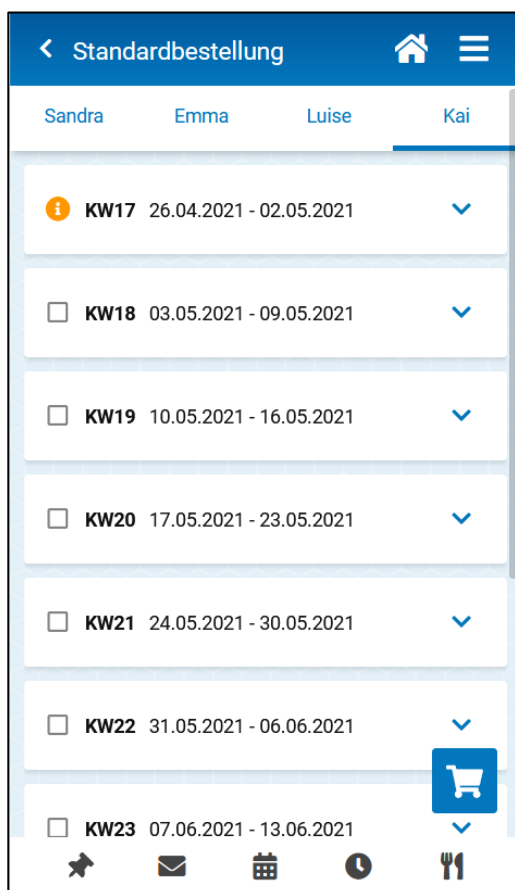 Standardbestellung
Sandra Emma Luise Kai
KW17 26.04.2021 - 02.05.2021
KW18 03.05.2021 - 09.05.2021
KW19 10.05.2021 - 16.05.2021
KW20 17.05.2021 - 23.05.2021
KW21 24.05.2021 - 30.05.2021
KW22 31.05.2021 - 06.06.2021
KW23 07.06.2021 - 13.06.2021